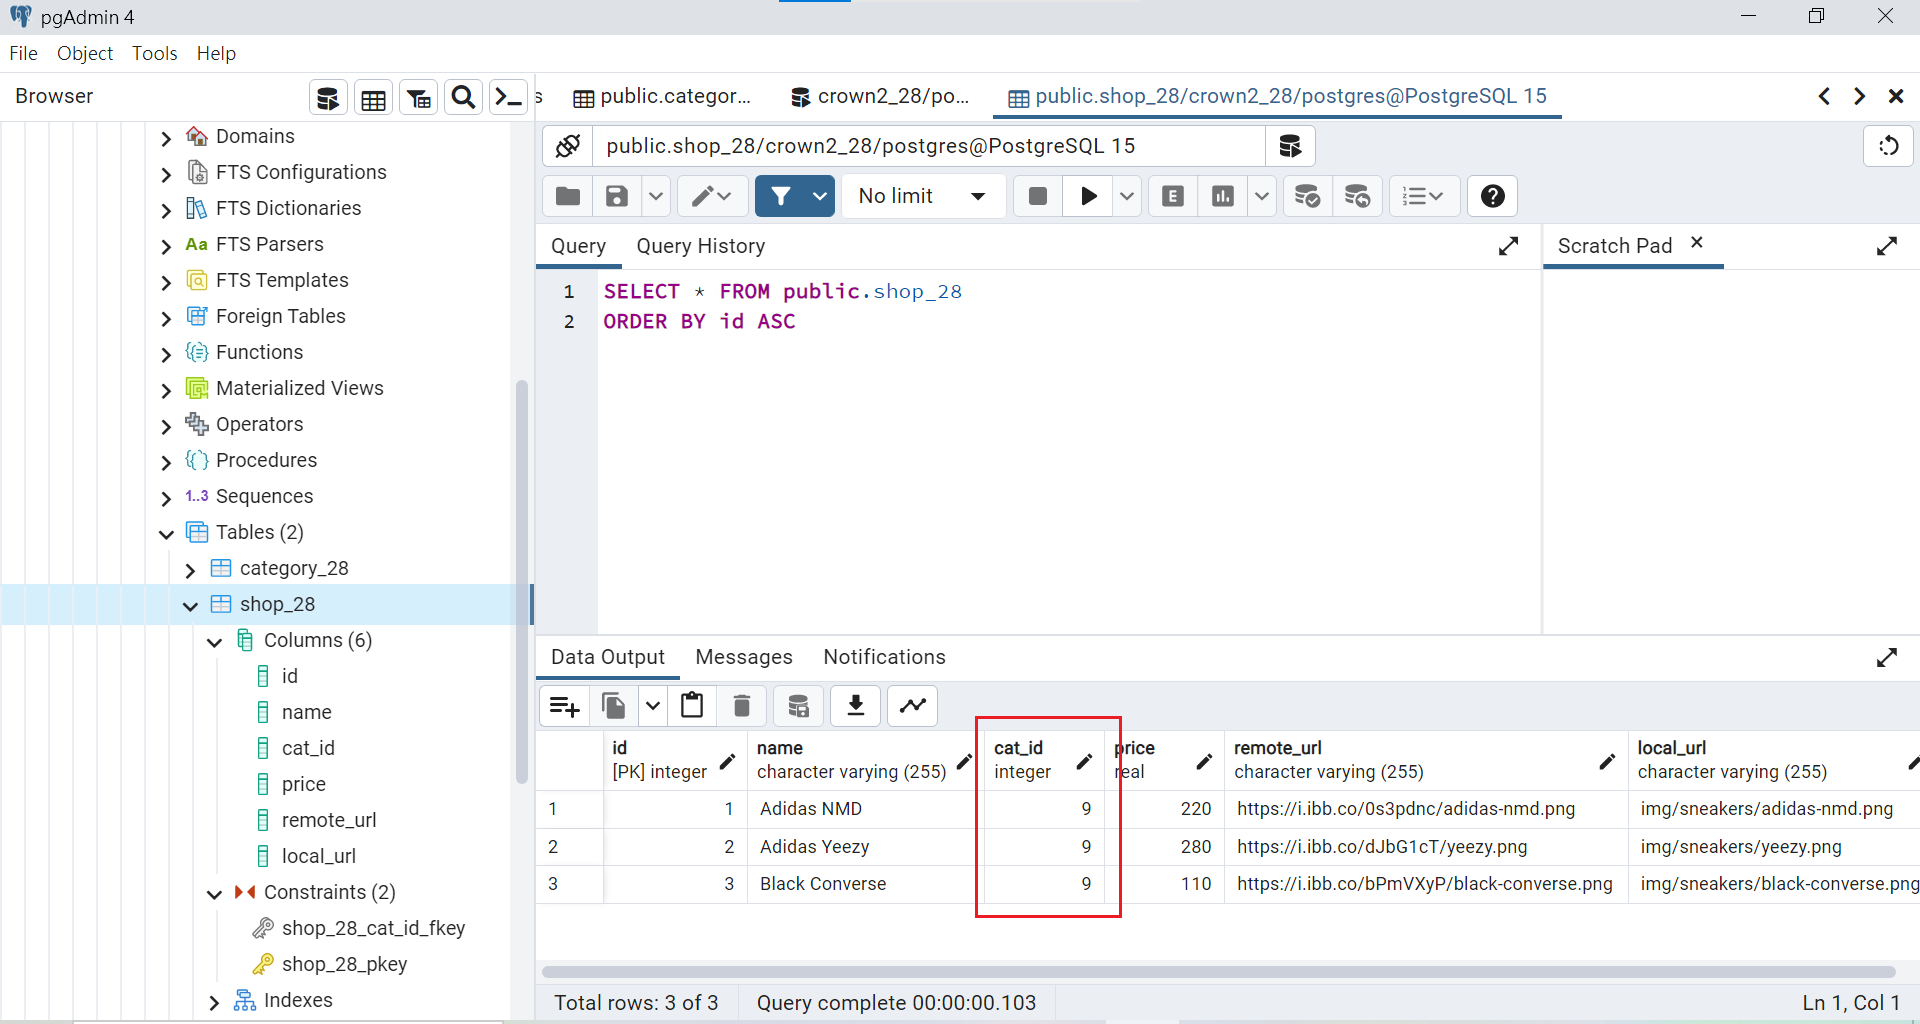 pgAdmin 4
File Object Tools Help
Browser
s public.categor... crown2_28/po... public.shop_28/crown2_28/postgres@PostgreSQL 15
public.shop_28/crown2_28/postgres@PostgreSQL 15
No limit
E
Query Query History
Scratch Pad
1 SELECT * FROM public.shop_28
2 ORDER BY id ASC
Domains
FTS Configurations
FTS Dictionaries
Aa FTS Parsers
FTS Templates
Foreign Tables
Functions
Materialized Views
Operators
Procedures
1..3 Sequences
Tables (2)
category_28
shop_28
Columns (6)
id
name
cat_id
price
remote_url
local_url
Constraints (2)
shop_28_cat_id_fkey
shop_28_pkey
Indexes
Data Output Messages Notifications
id name cat_id price remote_url local_url
[PK] integer character varying (255) integer real character varying (255) character varying (255)
1 1 Adidas NMD 9 220 https://i.ibb.co/0s3pdnc/adidas-nmd.png img/sneakers/adidas-nmd.png
2 2 Adidas Yeezy 9 280 https://i.ibb.co/dJbG1cT/yeezy.png img/sneakers/yeezy.png
3 3 Black Converse 9 110 https://i.ibb.co/bPmVXyP/black-converse.png img/sneakers/black-converse.png
Total rows: 3 of 3 Query complete 00:00:00.103
Ln 1, Col 1